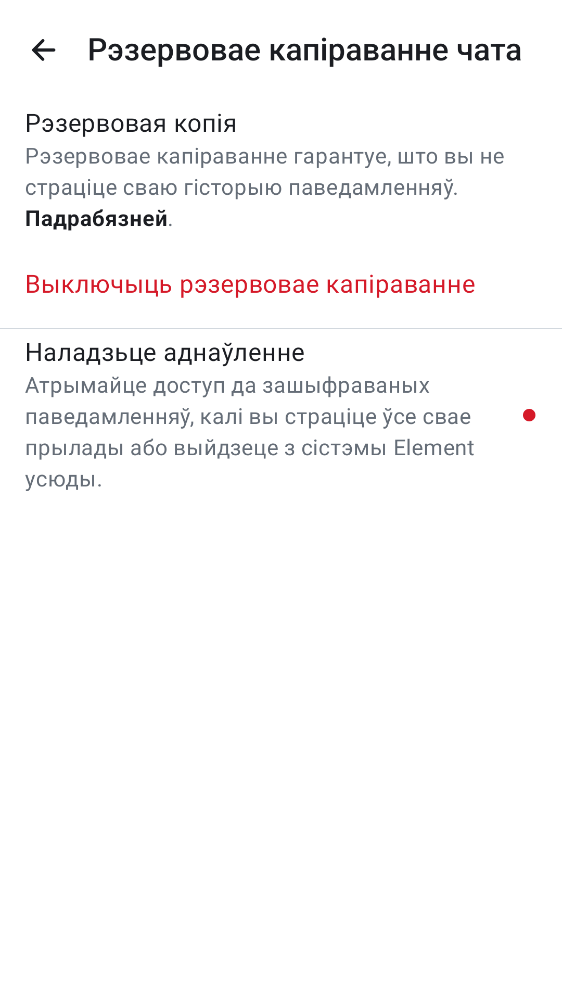 Рэзервовае капіраванне чата
Рэзервовая копія
Рэзервовае капіраванне гарантуе, што вы не
страціце сваю гісторыю паведамленняў.
Падрабязней.
Выключыць рэзервовае капіраванне
Наладзьце аднаўленне
Атрымайце доступ да зашыфраваных
паведамленняў, калі вы страціце ўсе свае
прылады або выйдзеце з сістэмы Element
усюды.